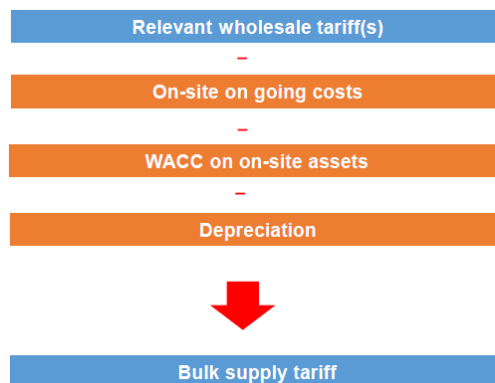 Relevant wholesale tariff(s)
–
On-site on going costs
–
WACC on on-site assets
–
Depreciation
Bulk supply tariff